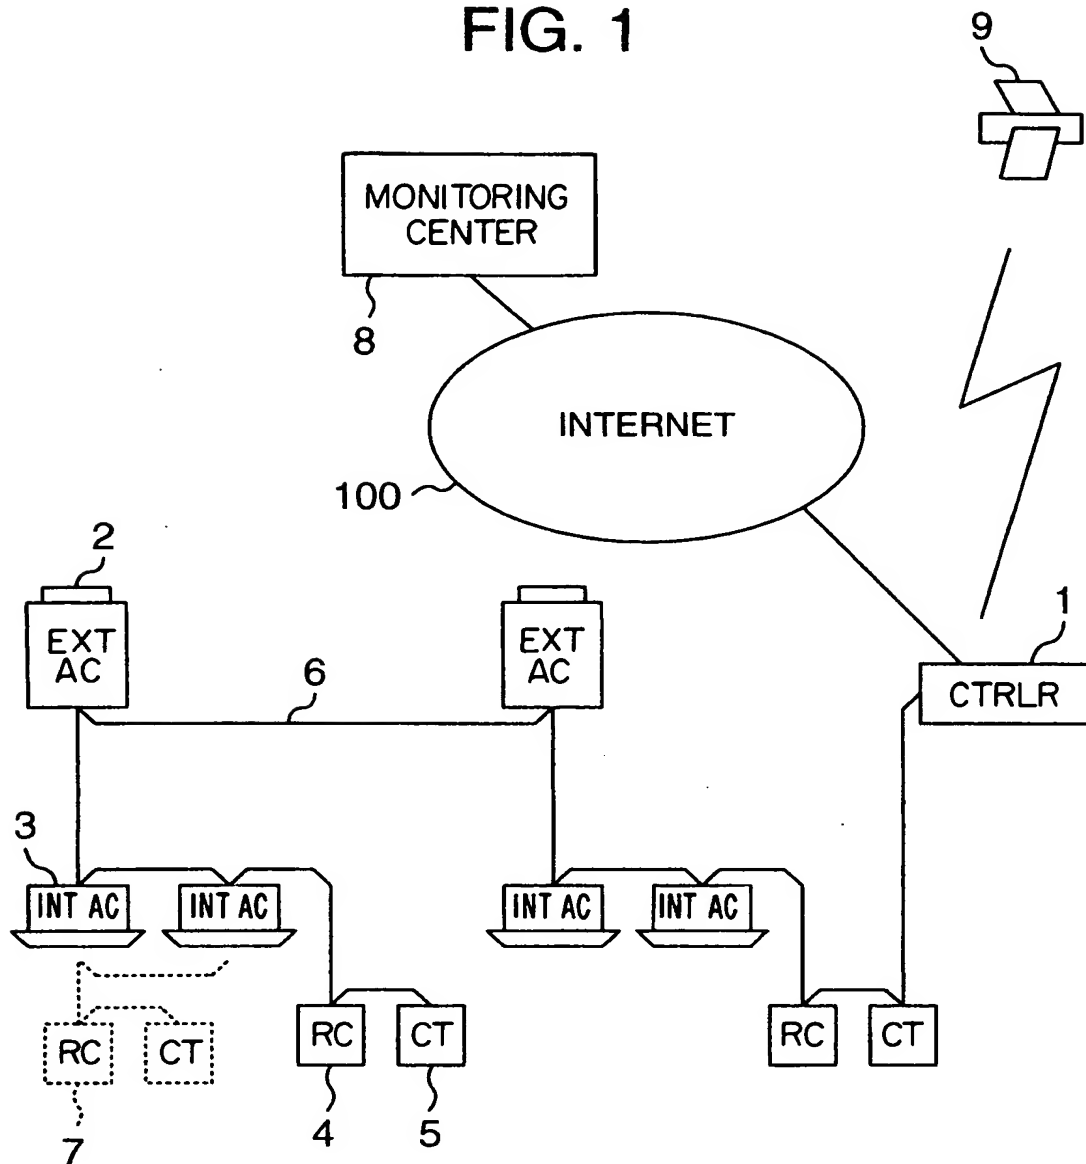 FIG. 1
9
MONITORING
CENTER
8
INTERNET
100
2
EXT
AC
EXT
AC
1
6
CTRLR
3
INT AC
INT AC
INT AC
INT AC
RC
CT
RC
CT
RC
CT
7
4
5